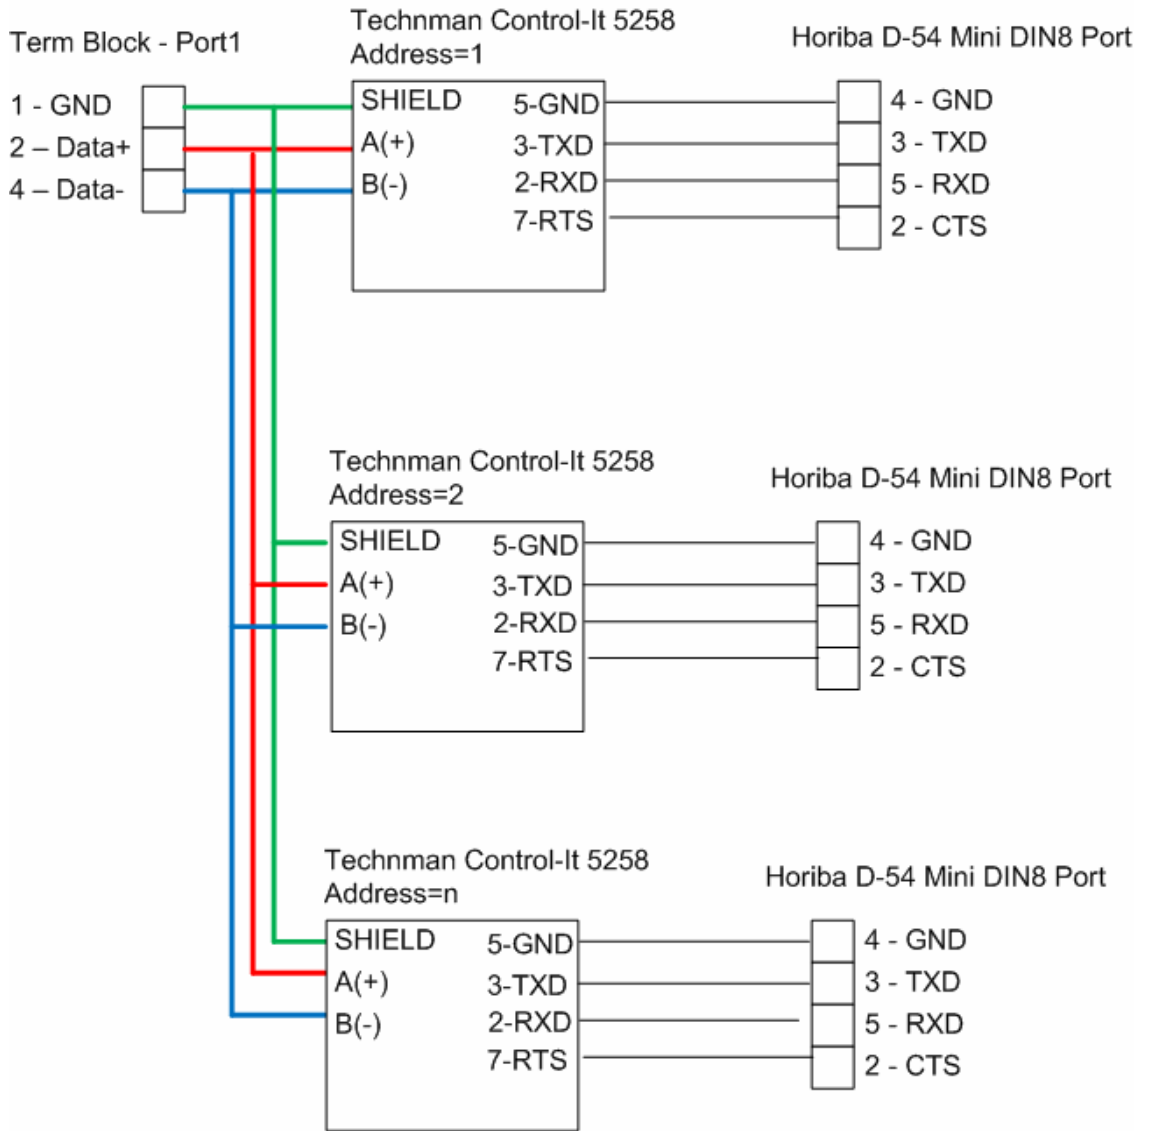 Technman Control-It 5258
Address=1
Horiba D-54 Mini DIN8 Port
Term Block - Port1
1 - GND
2 – Data+
4 – Data-
SHIELD
A(+)
B(-)
5-GND
3-TXD
2-RXD
7-RTS
4 - GND
3 - TXD
5 - RXD
2 - CTS
Technman Control-It 5258
Address=2
Horiba D-54 Mini DIN8 Port
SHIELD
A(+)
B(-)
5-GND
3-TXD
2-RXD
7-RTS
4 - GND
3 - TXD
5 - RXD
2 - CTS
Technman Control-It 5258
Address=n
Horiba D-54 Mini DIN8 Port
SHIELD
A(+)
B(-)
5-GND
3-TXD
2-RXD
7-RTS
4 - GND
3 - TXD
5 - RXD
2 - CTS